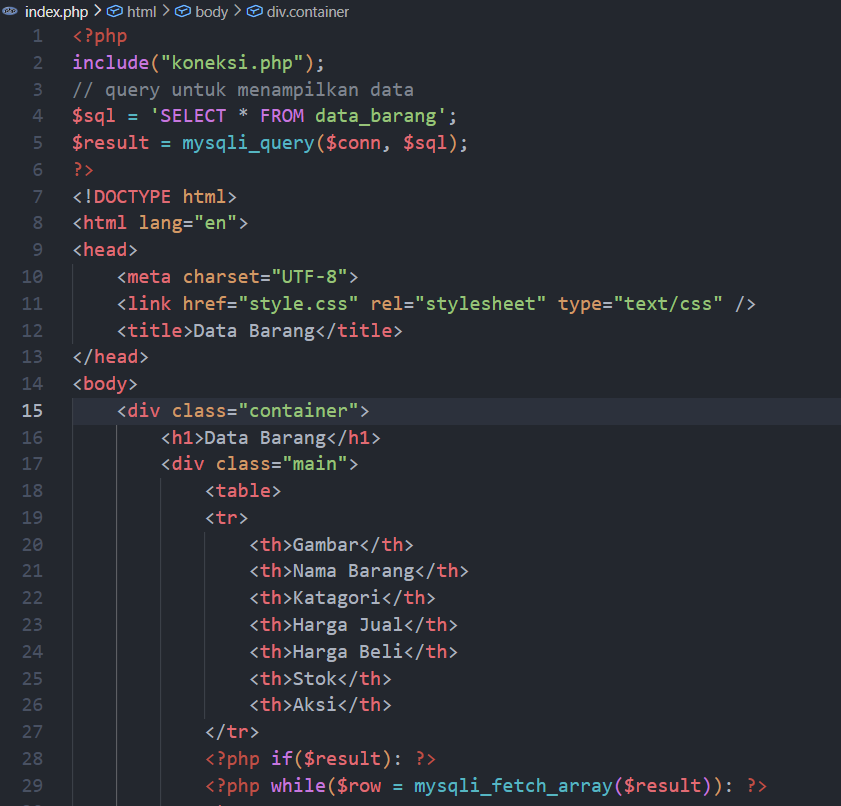 index.php > html > body > div.container
1 <?php
2 include("koneksi.php");
3 // query untuk menampilkan data
4 $sql = 'SELECT * FROM data_barang';
5 $result = mysqli_query($conn, $sql);
6 ?>
7 <!DOCTYPE html>
8 <html lang="en">
9 <head>
10     <meta charset="UTF-8">
11     <link href="style.css" rel="stylesheet" type="text/css" />
12     <title>Data Barang</title>
13 </head>
14 <body>
15     <div class="container">
16         <h1>Data Barang</h1>
17         <div class="main">
18             <table>
19             <tr>
20                 <th>Gambar</th>
21                 <th>Nama Barang</th>
22                 <th>Katagori</th>
23                 <th>Harga Jual</th>
24                 <th>Harga Beli</th>
25                 <th>Stok</th>
26                 <th>Aksi</th>
27             </tr>
28             <?php if($result): ?>
29             <?php while($row = mysqli_fetch_array($result)): ?>